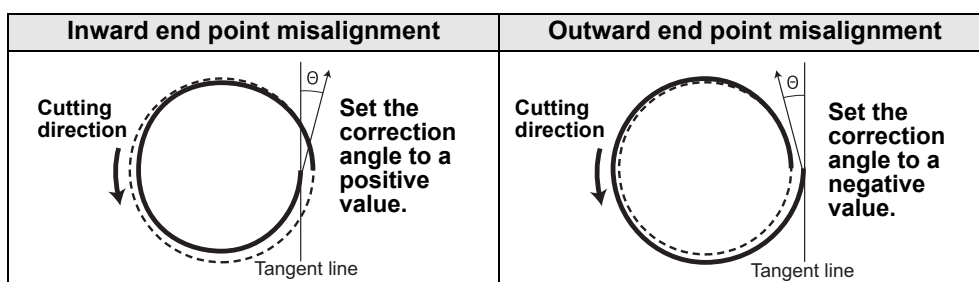 Inward end point misalignment
Outward end point misalignment
Cutting
direction
Θ
Set the
correction
angle to a
positive
value.
Tangent line
Cutting
direction
Θ
Set the
correction
angle to a
negative
value.
Tangent line